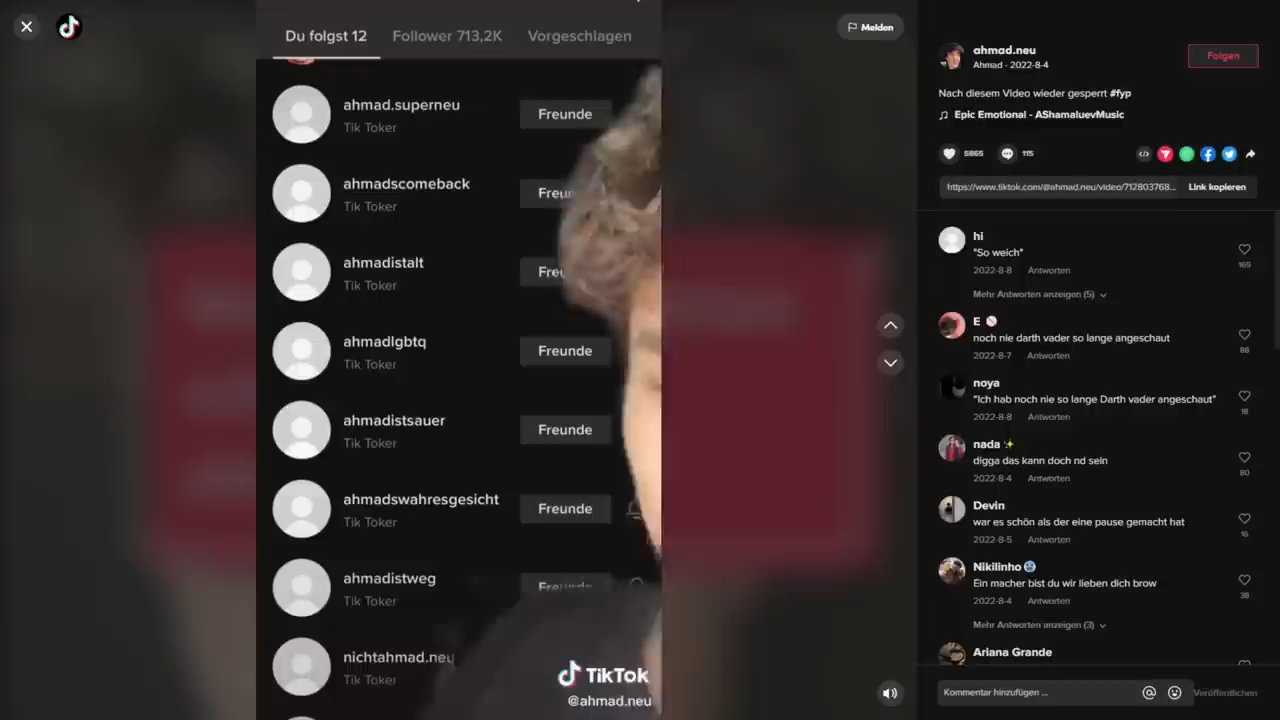 Du folgst 12 Follower 713,2K Vorgeschlagen
ahmad.superneu
Tik Toker
Freunde
ahmadscomeback
Tik Toker
ahmadistalt
Tik Toker
ahmadlgbtq
Tik Toker
Freunde
ahmadistsauer
Tik Toker
Freunde
ahmadswahresgesicht
Tik Toker
Freunde
ahmadistweg
Tik Toker
Freunde
nichtahmad.neu
Tik Toker
TikTok
@ahmad.neu
Melden
ahmad.neu
Ahmad · 2022-8-4
Folgen
Nach diesem Video wieder gesperrt #fyp
Epic Emotional - AShamaluevMusic
5865 115
https://www.tiktok.com/@ahmad.neu/video/712803768... Link kopieren
hi
"So weich"
2022-8-8 Antworten
169
Mehr Antworten anzeigen (5)
E
noch nie darth vader so lange angeschaut
2022-8-7 Antworten
88
noya
"Ich hab noch nie so lange Darth vader angeschaut"
2022-8-8 Antworten
18
nada
digga das kann doch nd sein
2022-8-4 Antworten
80
Devin
war es schön als der eine pause gemacht hat
2022-8-5 Antworten
16
Nikilinho
Ein macher bist du wir lieben dich brow
2022-8-4 Antworten
38
Mehr Antworten anzeigen (3)
Ariana Grande
Kommentar hinzufügen ...
Veröffentlichen